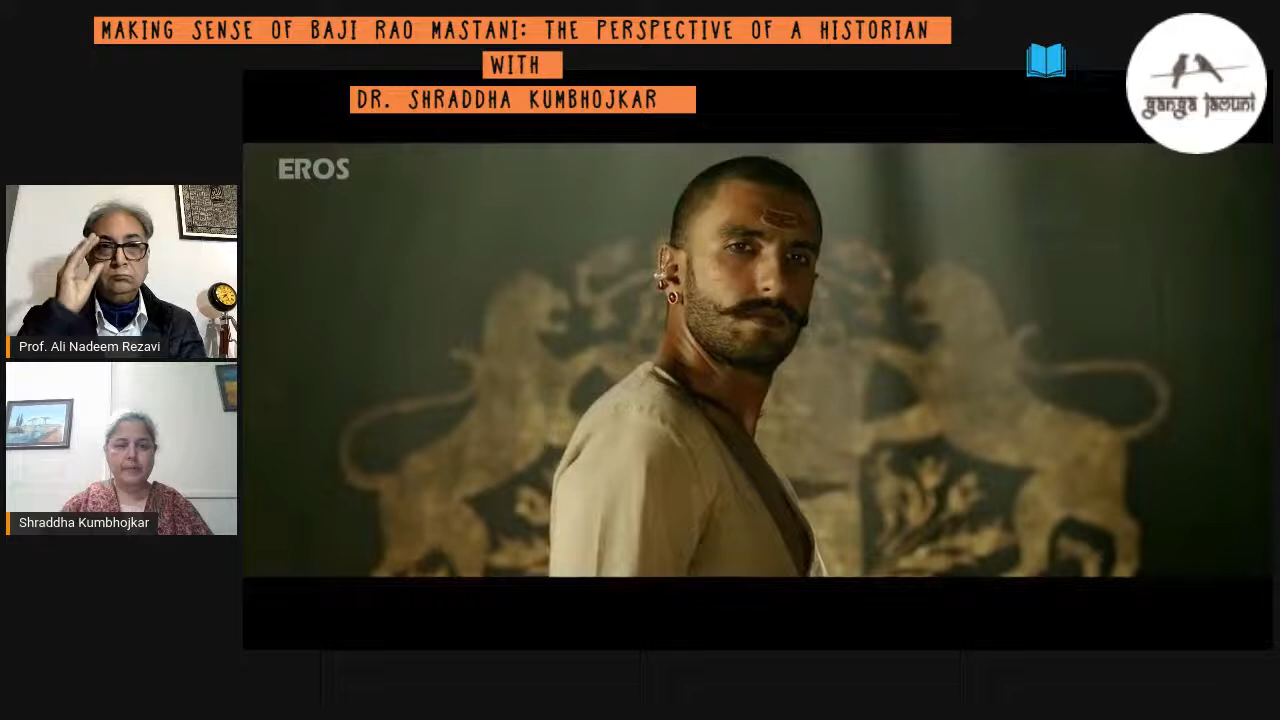 MAKING SENSE OF BAJI RAO MASTANI: THE PERSPECTIVE OF A HISTORIAN
WITH
DR. SHRADDHA KUMBHOJKAR
ganga jamuni
EROS
Prof. Ali Nadeem Rezavi
Shraddha Kumbhojkar